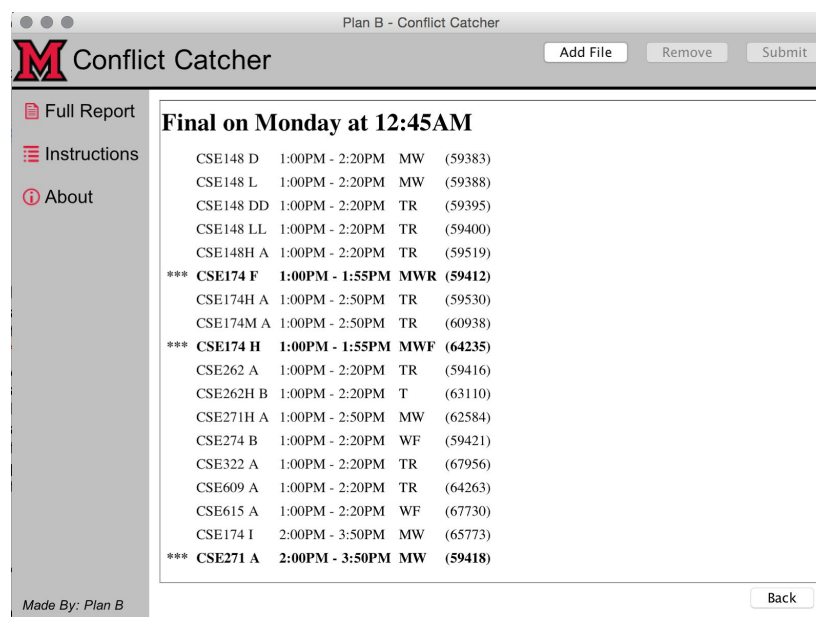 Plan B - Conflict Catcher
M Conflict Catcher
Add File Remove Submit
Full Report
Instructions
About
Final on Monday at 12:45AM
CSE148 D 1:00PM - 2:20PM MW (59383)
CSE148 L 1:00PM - 2:20PM MW (59388)
CSE148 DD 1:00PM - 2:20PM TR (59395)
CSE148 LL 1:00PM - 2:20PM TR (59400)
CSE148H A 1:00PM - 2:20PM TR (59519)
*** CSE174 F 1:00PM - 1:55PM MWR (59412)
CSE174H A 1:00PM - 2:50PM TR (59530)
CSE174M A 1:00PM - 2:50PM TR (60938)
*** CSE174 H 1:00PM - 1:55PM MWF (64235)
CSE262 A 1:00PM - 2:20PM TR (59416)
CSE262H B 1:00PM - 2:20PM T (63110)
CSE271H A 1:00PM - 2:50PM MW (62584)
CSE274 B 1:00PM - 2:20PM WF (59421)
CSE322 A 1:00PM - 2:20PM TR (67956)
CSE609 A 1:00PM - 2:20PM TR (64263)
CSE615 A 1:00PM - 2:20PM WF (67730)
CSE174 I 2:00PM - 3:50PM MW (65773)
*** CSE271 A 2:00PM - 3:50PM MW (59418)
Back
Made By: Plan B